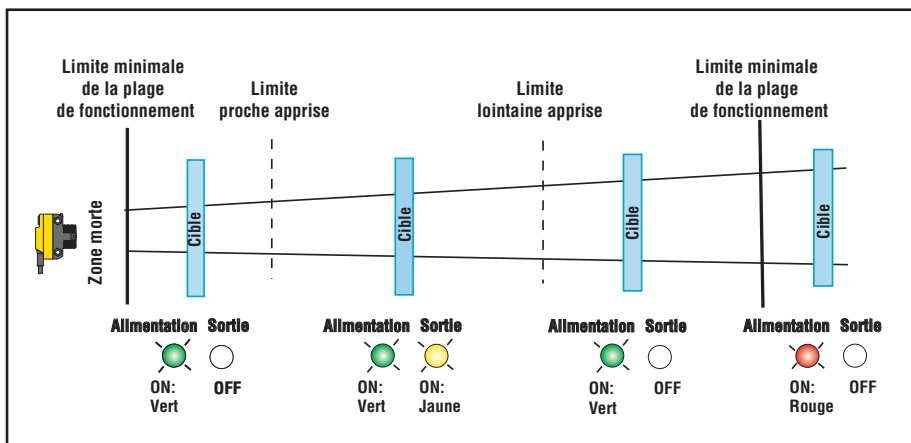 Limite minimale
de la plage
de fonctionnement
Limite
proche apprise
Limite
lointaine apprise
Limite minimale
de la plage
de fonctionnement
Zone morte
Cible
Cible
Cible
Cible
Alimentation Sortie
ON:
Vert
OFF
Alimentation Sortie
ON:
Vert
ON:
Jaune
Alimentation Sortie
ON:
Vert
OFF
Alimentation Sortie
ON:
Rouge
OFF